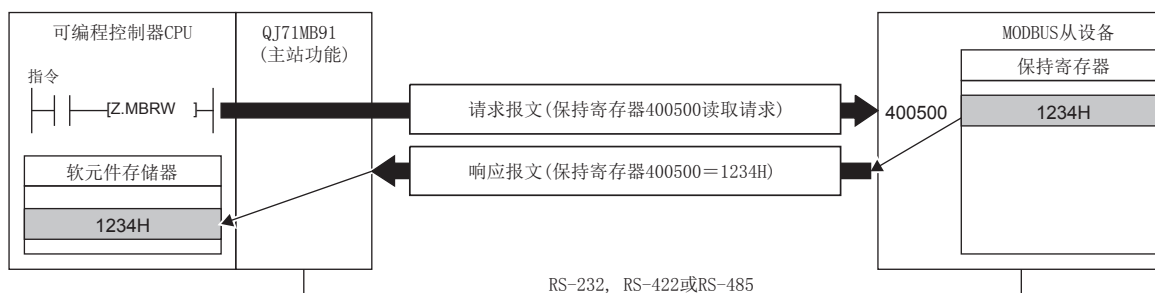 可编程控制器CPU
QJ71MB91
(主站功能)
MODBUS从设备
保持寄存器
指令
[Z.MBRW ]
请求报文(保持寄存器400500读取请求)
400500
1234H
软元件存储器
响应报文(保持寄存器400500=1234H)
1234H
RS-232, RS-422或RS-485